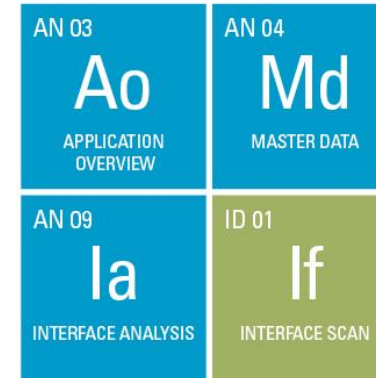 AN 03
Ao
APPLICATION
OVERVIEW
AN 04
Md
MASTER DATA
AN 09
Ia
INTERFACE ANALYSIS
ID 01
If
INTERFACE SCAN